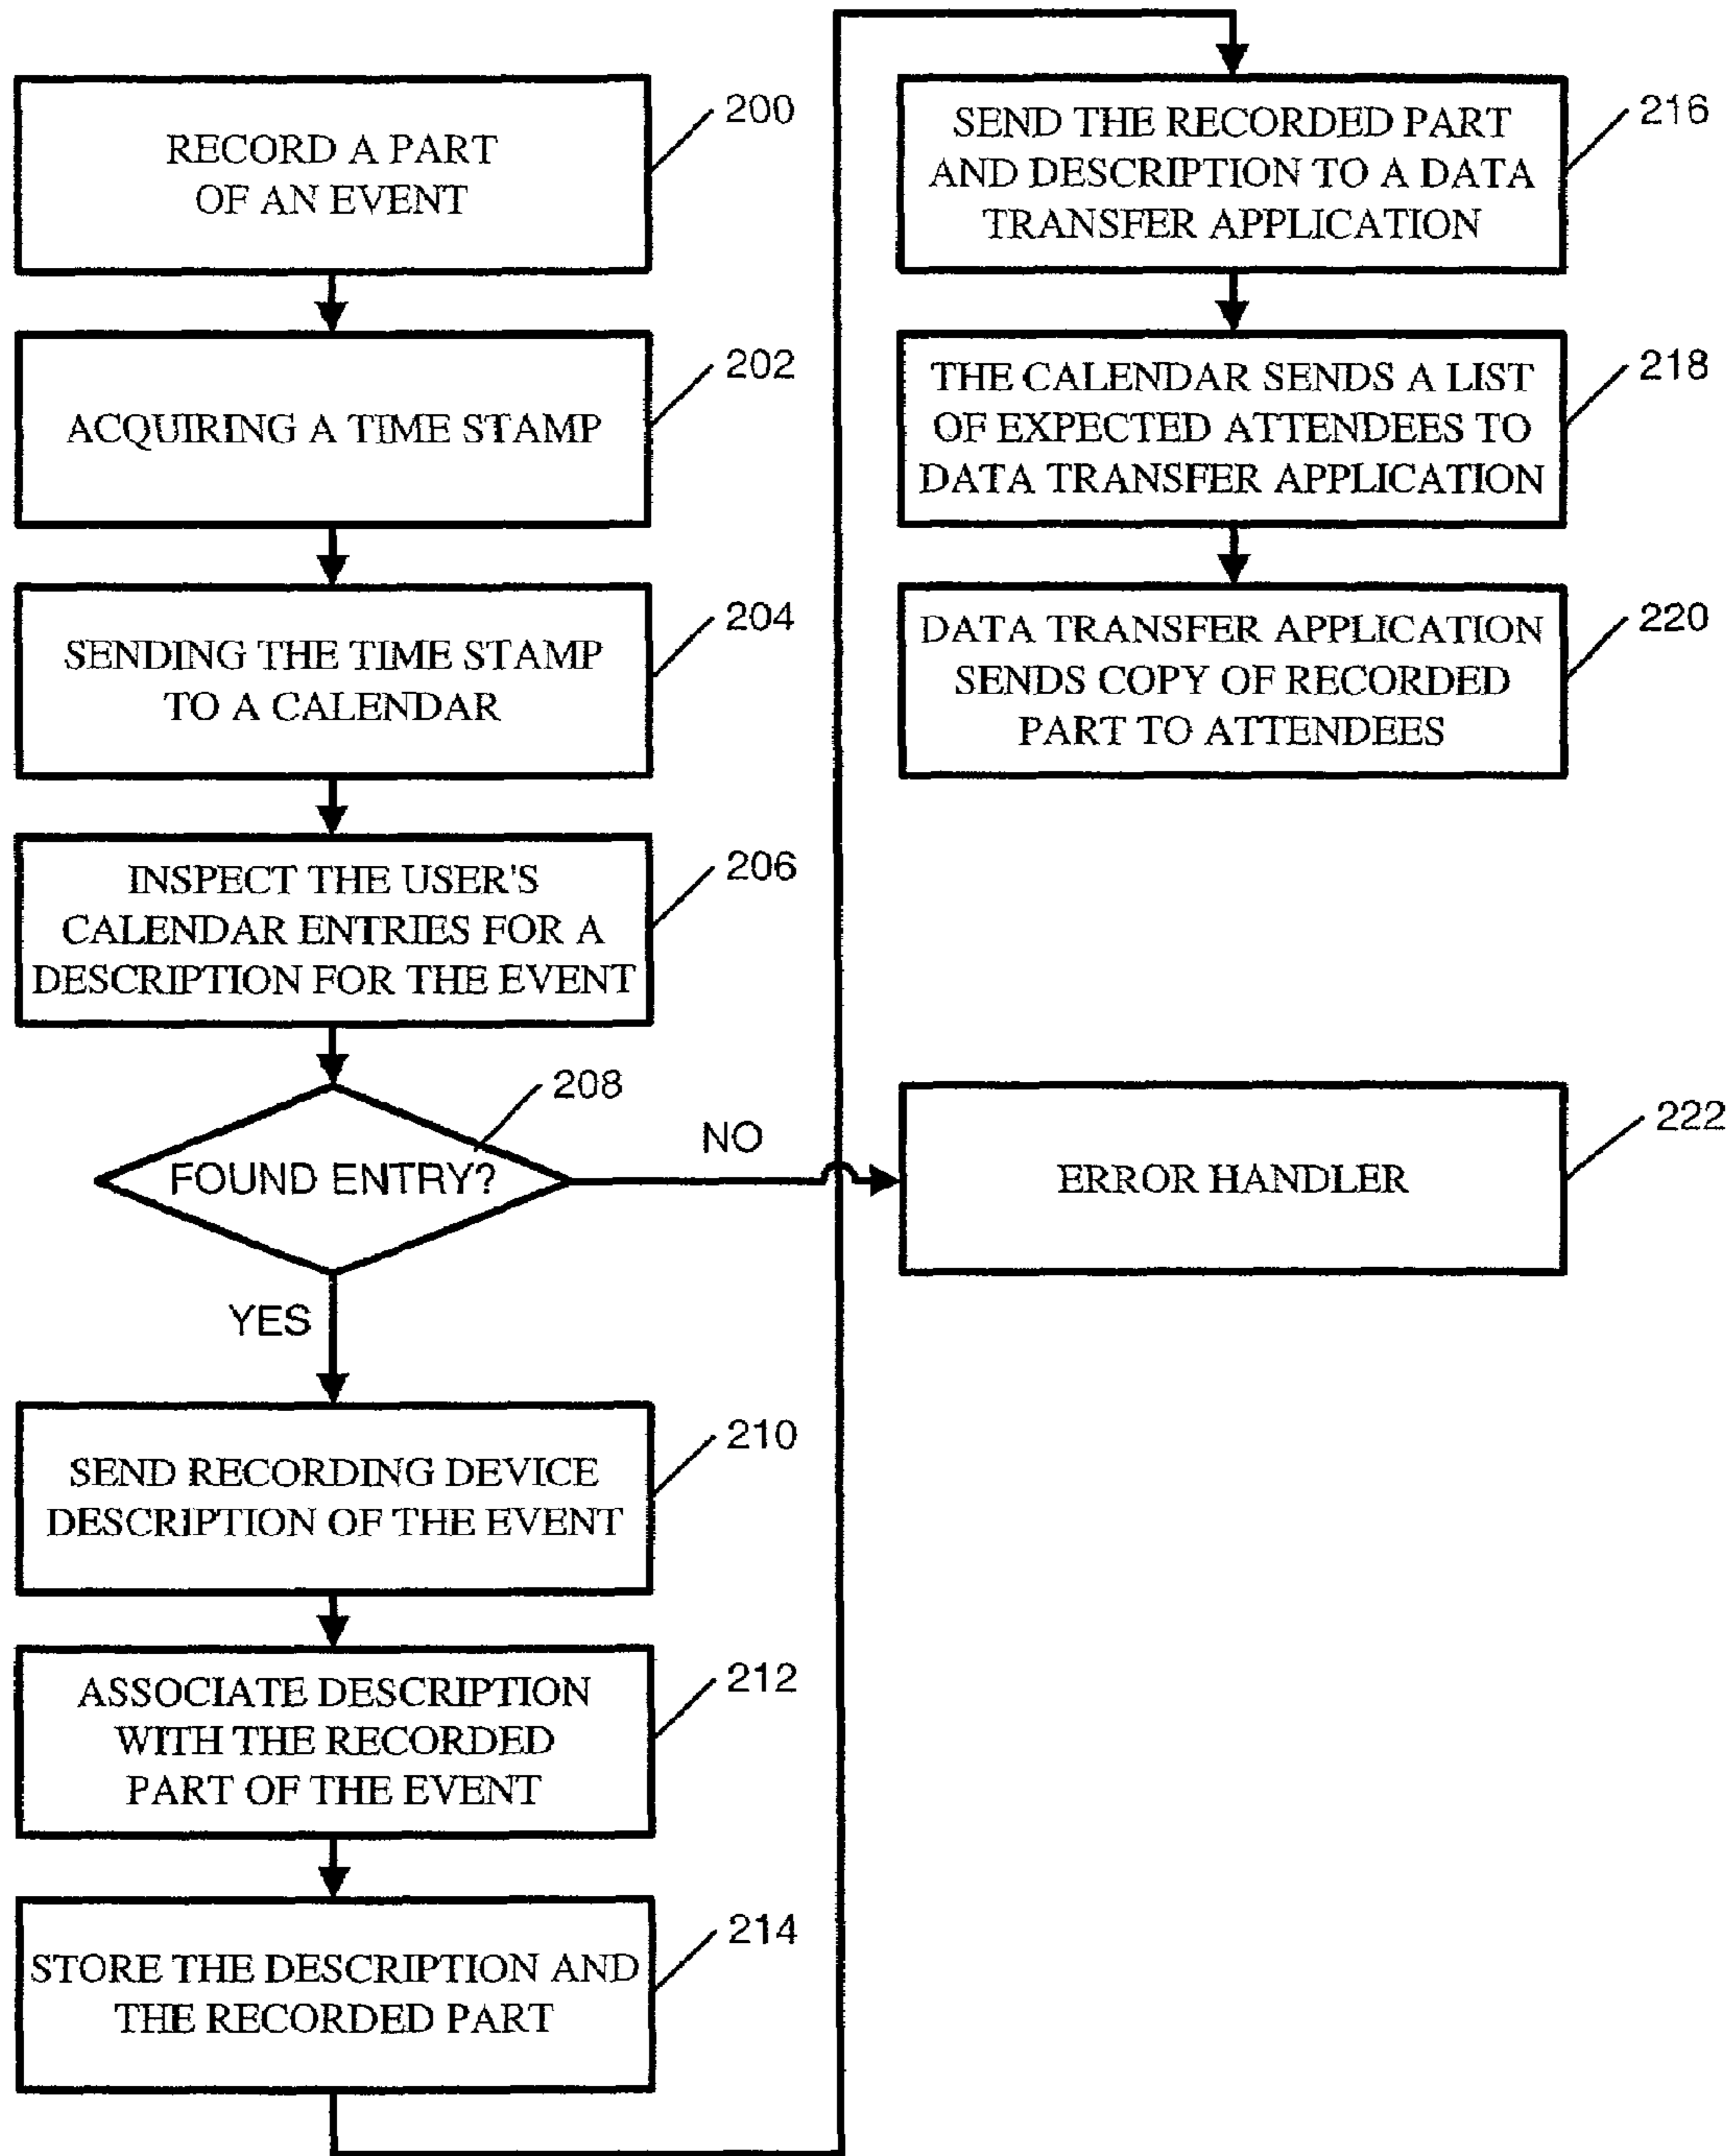 RECORD A PART
OF AN EVENT
200
ACQUIRING A TIME STAMP
202
SENDING THE TIME STAMP
TO A CALENDAR
204
INSPECT THE USER'S
CALENDAR ENTRIES FOR A
DESCRIPTION FOR THE EVENT
206
FOUND ENTRY?
208
NO
YES
SEND RECORDING DEVICE
DESCRIPTION OF THE EVENT
210
ASSOCIATE DESCRIPTION
WITH THE RECORDED
PART OF THE EVENT
212
STORE THE DESCRIPTION AND
THE RECORDED PART
214
SEND THE RECORDED PART
AND DESCRIPTION TO A DATA
TRANSFER APPLICATION
216
THE CALENDAR SENDS A LIST
OF EXPECTED ATTENDEES TO
DATA TRANSFER APPLICATION
218
DATA TRANSFER APPLICATION
SENDS COPY OF RECORDED
PART TO ATTENDEES
220
ERROR HANDLER
222